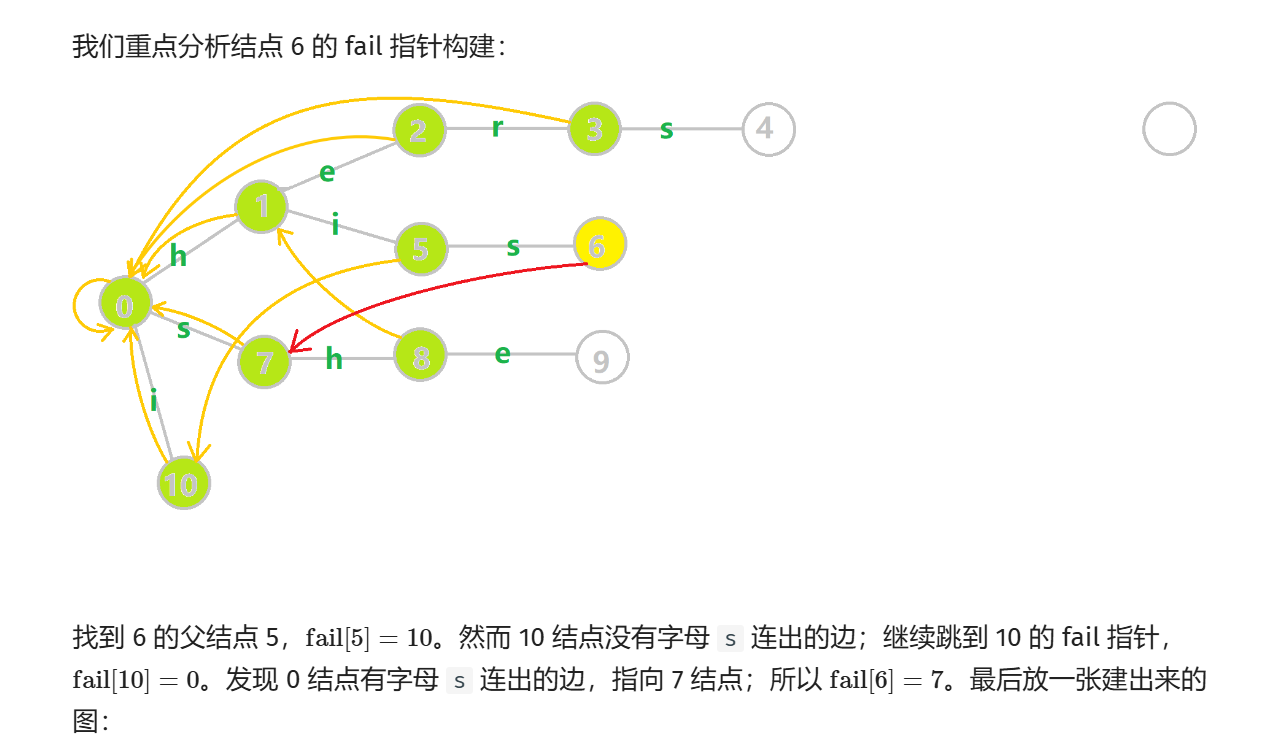 我们重点分析结点 6 的 fail 指针构建：
2 r 3 s 4
e
1
i
5 s 6
h
0
s
7 h 8 e 9
i
10
找到 6 的父结点 5，fail[5] = 10。然而 10 结点没有字母 s 连出的边；继续跳到 10 的 fail 指针，
fail[10] = 0。发现 0 结点有字母 s 连出的边，指向 7 结点；所以 fail[6] = 7。最后放一张建出来的
图：